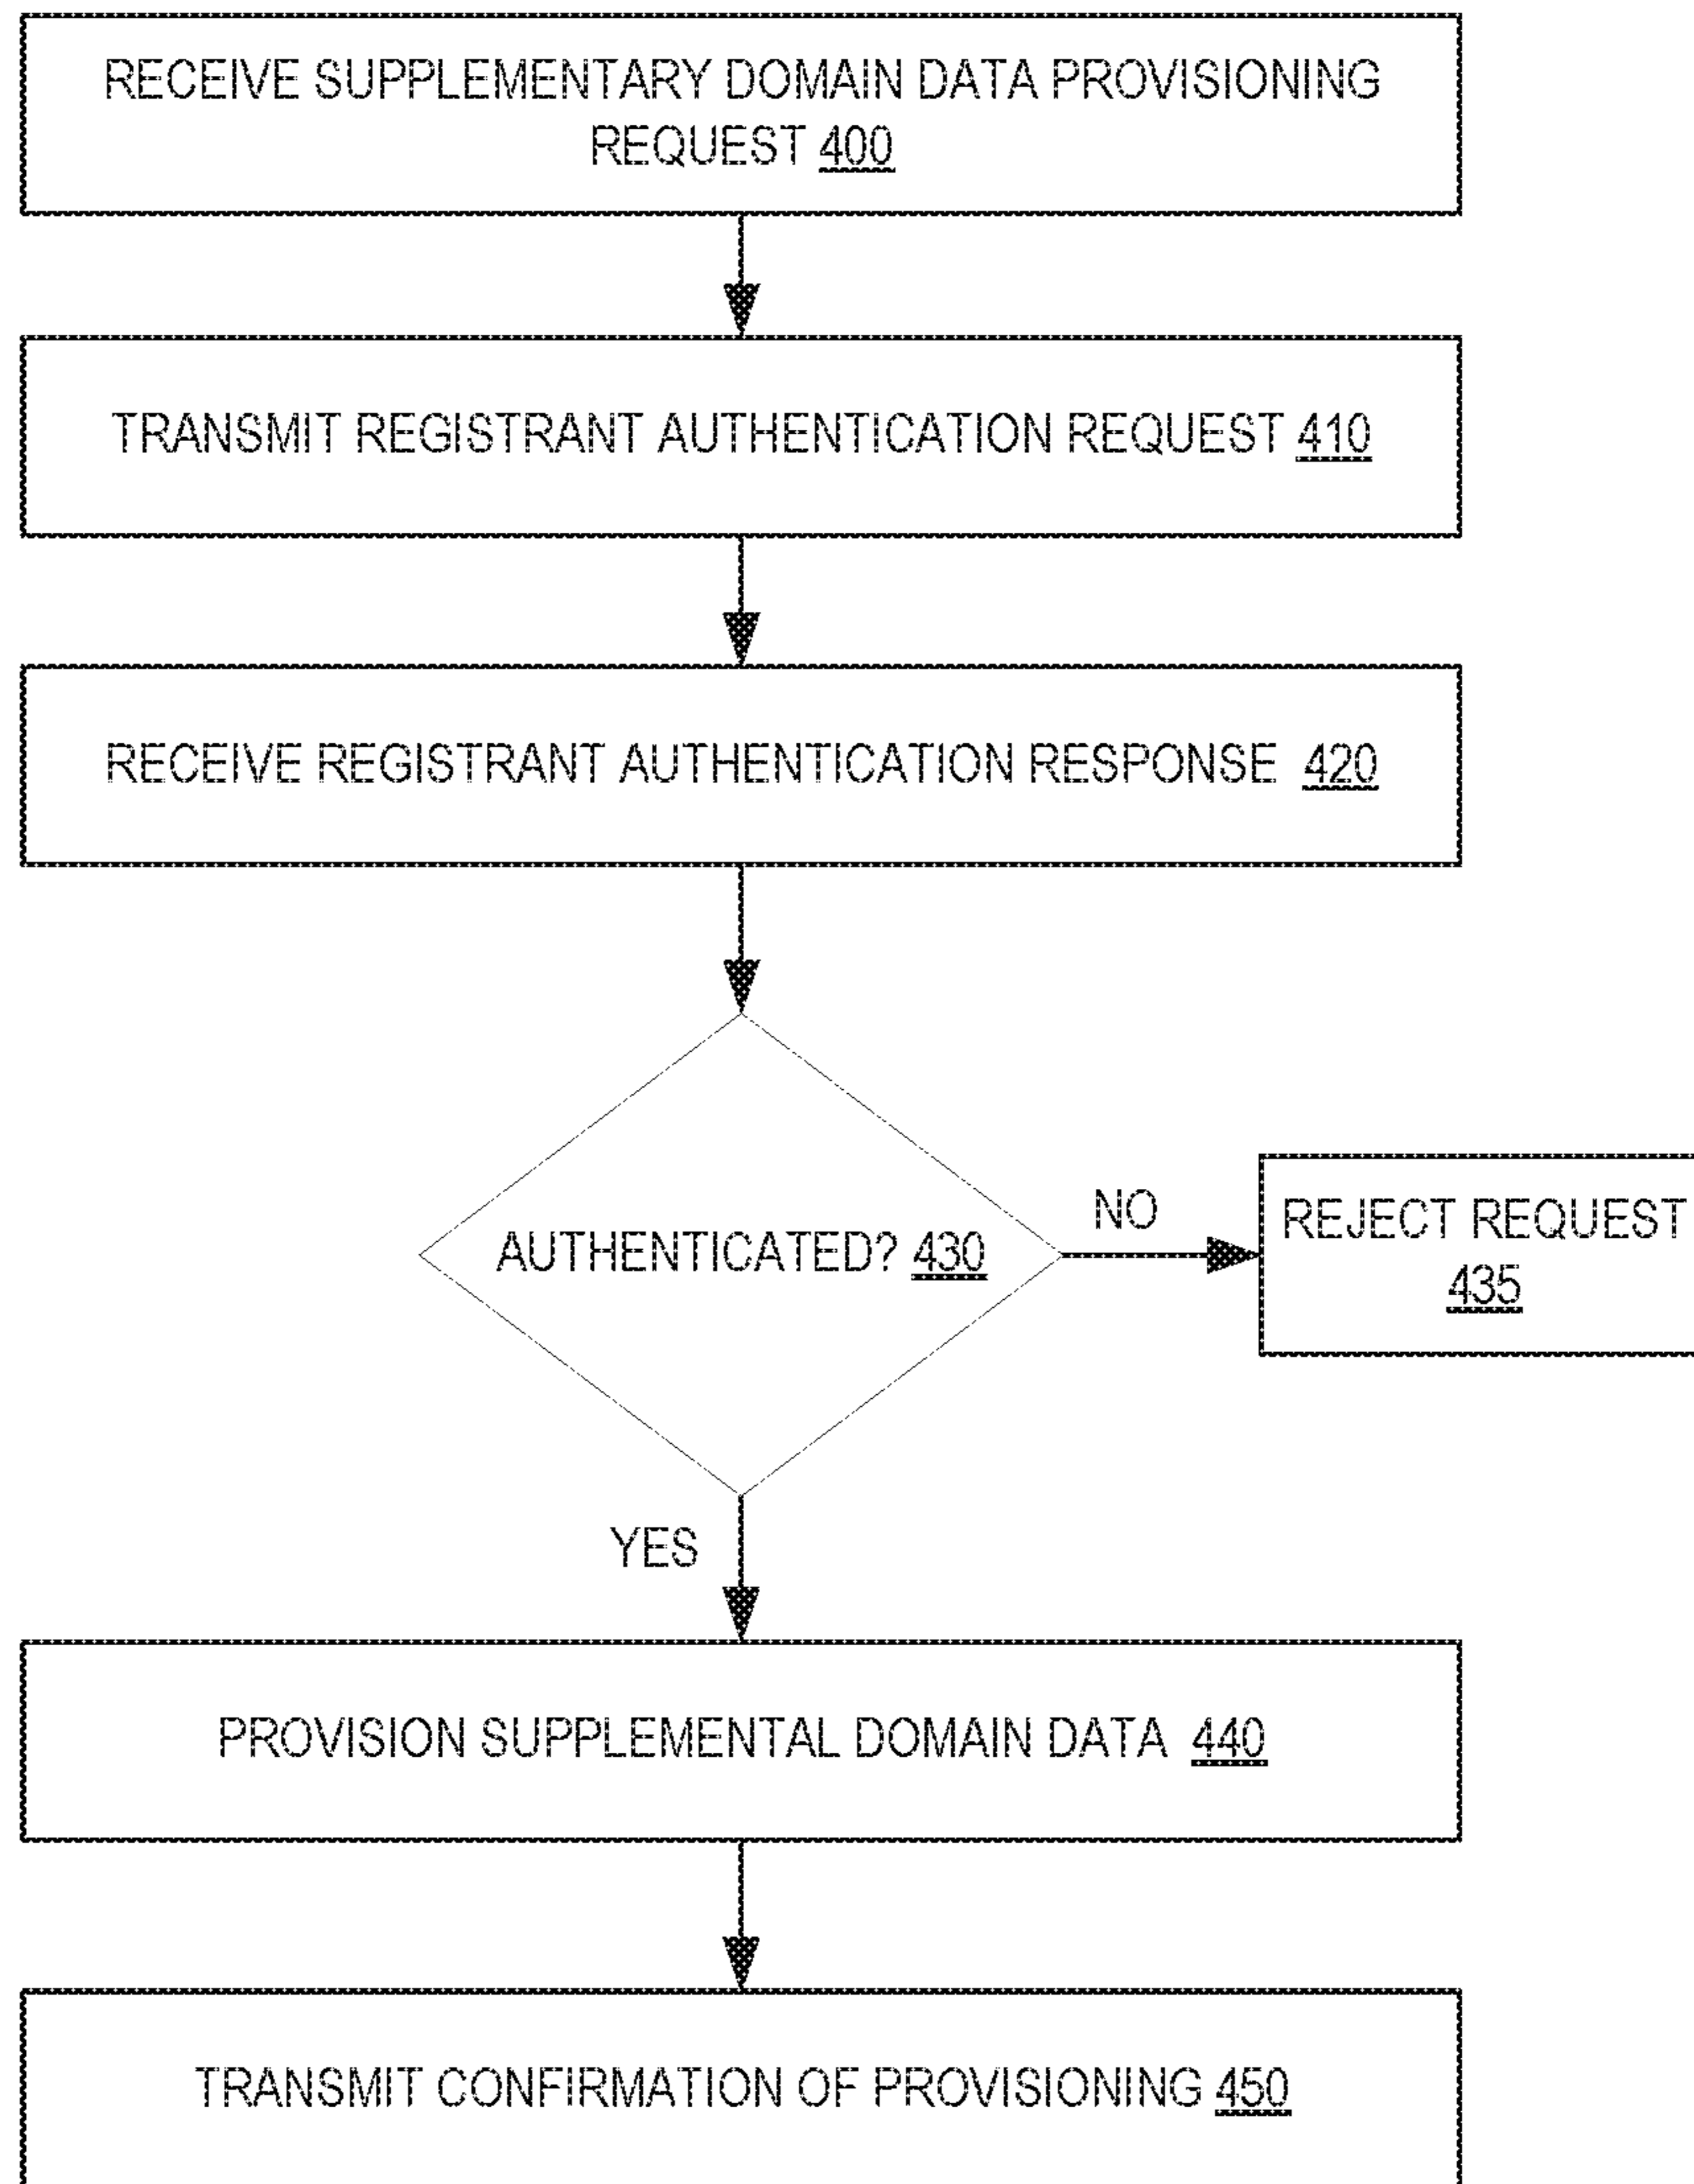 RECEIVE SUPPLEMENTARY DOMAIN DATA PROVISIONING
REQUEST 400
TRANSMIT REGISTRANT AUTHENTICATION REQUEST 410
RECEIVE REGISTRANT AUTHENTICATION RESPONSE 420
AUTHENTICATED? 430
NO
REJECT REQUEST
435
YES
PROVISION SUPPLEMENTAL DOMAIN DATA 440
TRANSMIT CONFIRMATION OF PROVISIONING 450